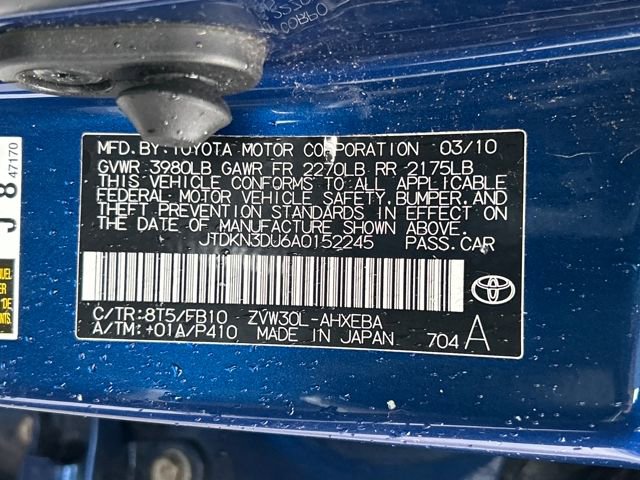 MFD. BY: TOYOTA MOTOR CORPORATION 03/10
GVWR 3980LB GAWR FR 2270LB RR 2175LB
THIS VEHICLE CONFORMS TO ALL APPLICABLE
FEDERAL MOTOR VEHICLE SAFETY, BUMPER, AND
THEFT PREVENTION STANDARDS IN EFFECT ON
THE DATE OF MANUFACTURE SHOWN ABOVE.
JTDKN3DU6A0152245 PASS. CAR
C/TR: 8T5/FB10 ZVW30L-AHXEBA
A/TM: +01A/P410 MADE IN JAPAN 704 A
J 8 47170